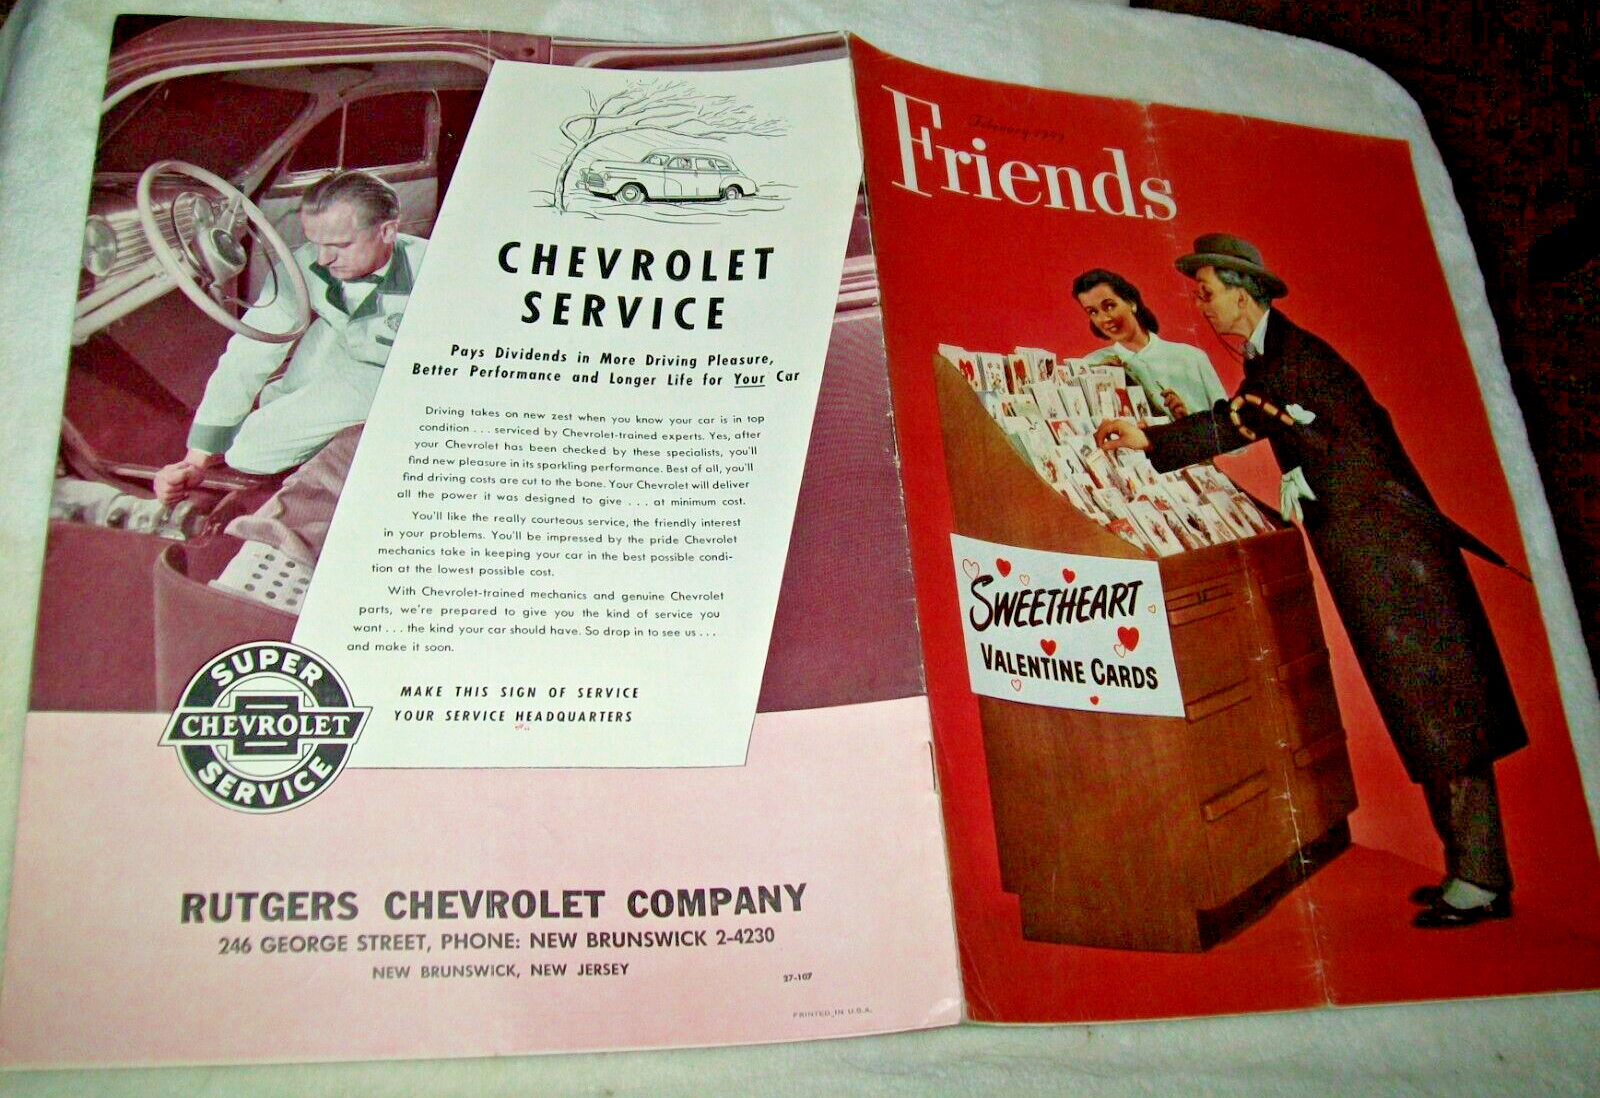 CHEVROLET
SERVICE
Pays Dividends in More Driving Pleasure,
Better Performance and Longer Life for Your Car
Driving takes on new zest when you know your car is in top
condition . . . serviced by Chevrolet-trained experts. Yes, after
your Chevrolet has been checked by these specialists, you'll
find new pleasure in its sparkling performance. Best of all, you'll
find driving costs are cut to the bone. Your Chevrolet will deliver
all the power it was designed to give . . . at minimum cost.
You'll like the really courteous service, the friendly interest
in your problems. You'll be impressed by the pride Chevrolet
mechanics take in keeping your car in the best possible condi-
tion at the lowest possible cost.
With Chevrolet-trained mechanics and genuine Chevrolet
parts, we're prepared to give you the kind of service you
want . . . the kind your car should have. So drop in to see us . . .
and make it soon.
MAKE THIS SIGN OF SERVICE
YOUR SERVICE HEADQUARTERS
SUPER
CHEVROLET
SERVICE
RUTGERS CHEVROLET COMPANY
246 GEORGE STREET, PHONE: NEW BRUNSWICK 2-4230
NEW BRUNSWICK, NEW JERSEY
27-107
PRINTED IN U.S.A.
February
Friends
SWEETHEART
VALENTINE CARDS